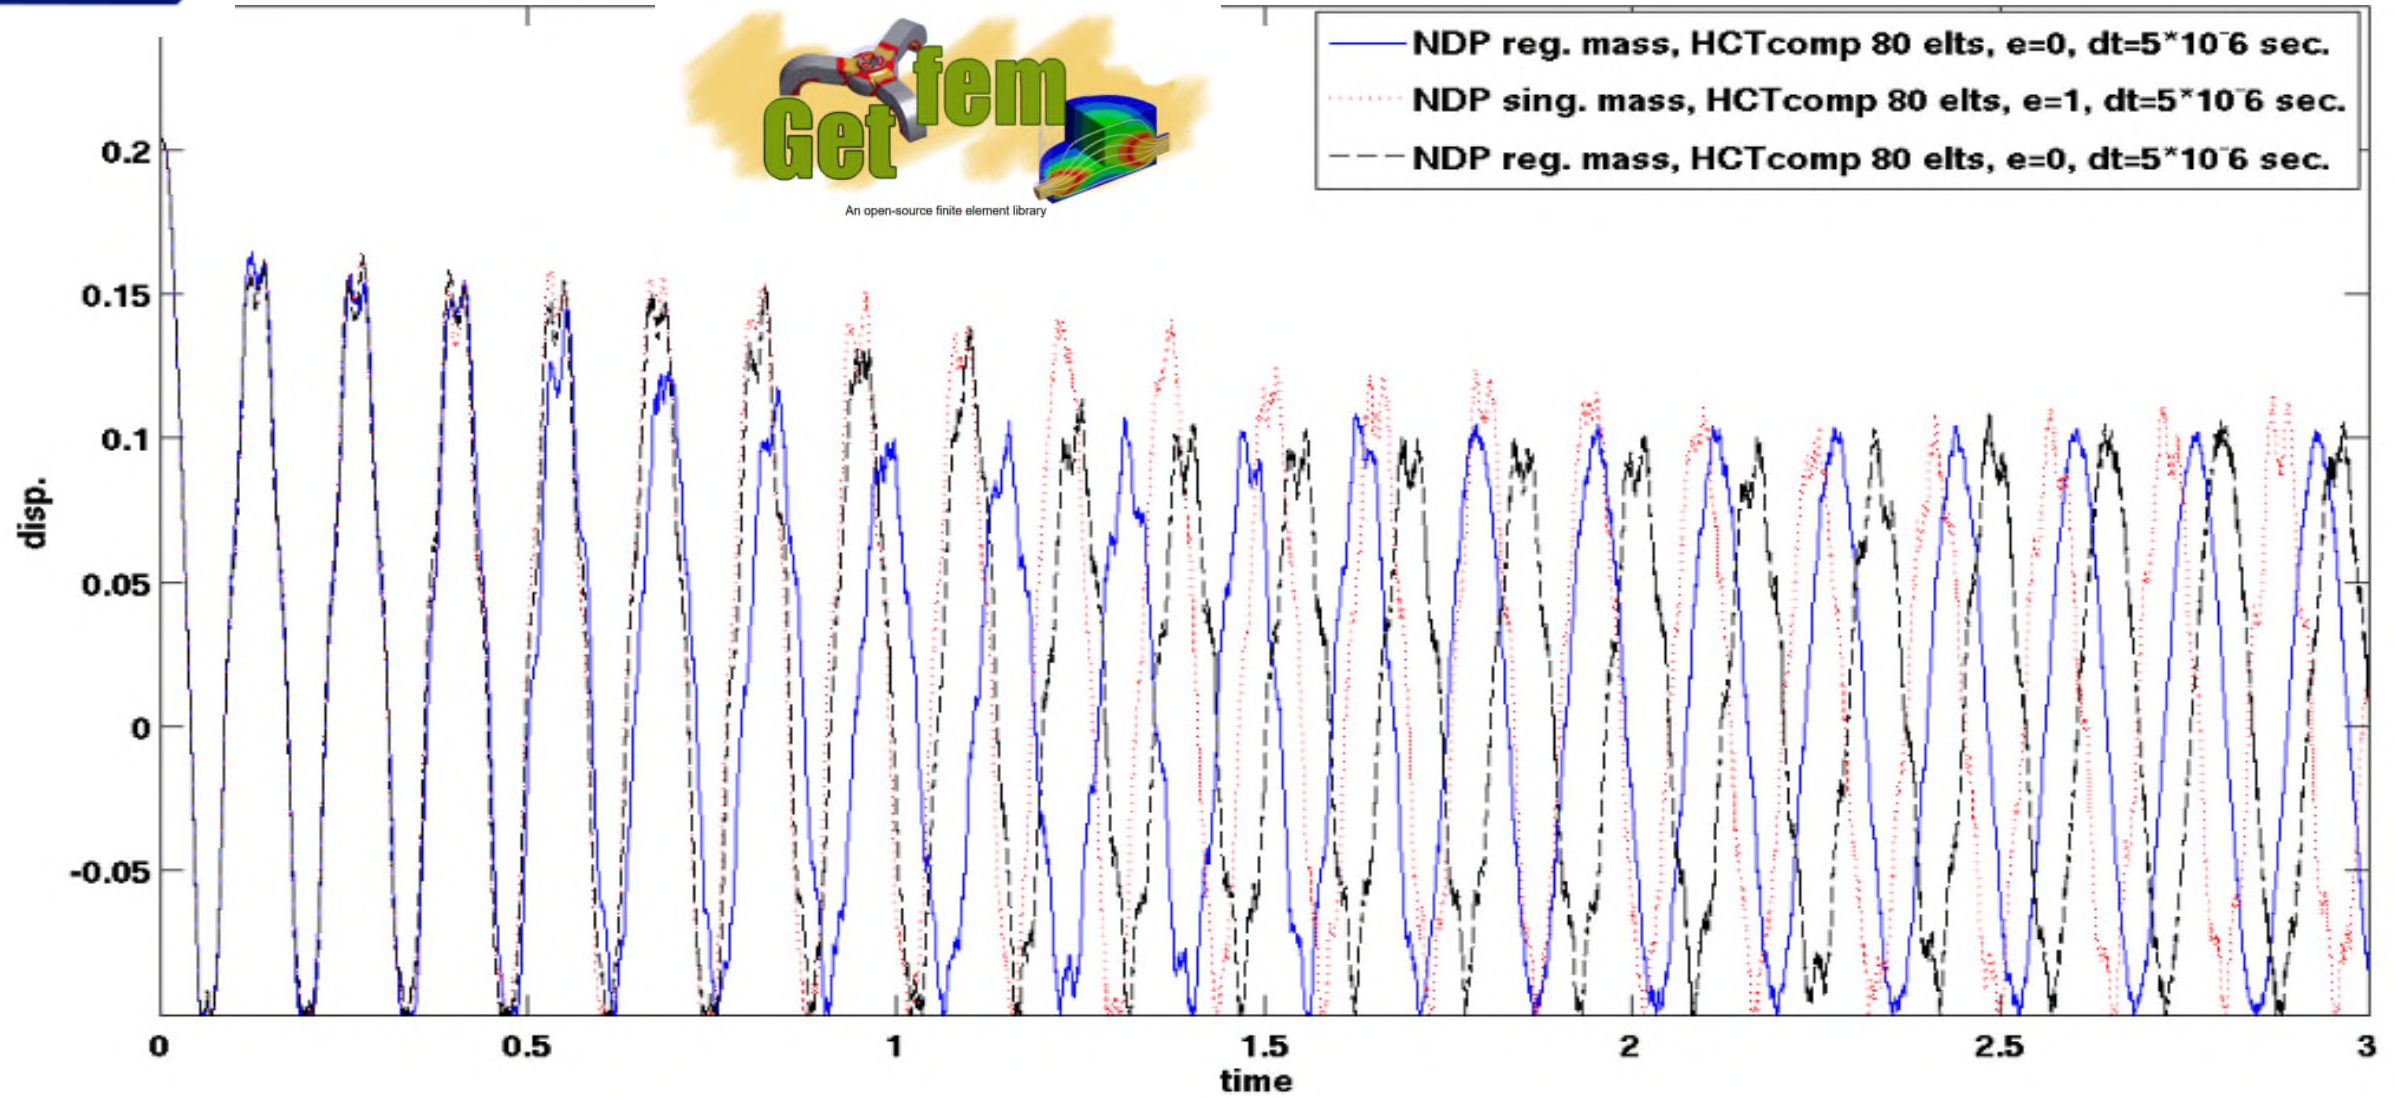 NDP reg. mass, HCTcomp 80 elts, e=0, dt=5*10⁻6 sec.
NDP sing. mass, HCTcomp 80 elts, e=1, dt=5*10⁻6 sec.
NDP reg. mass, HCTcomp 80 elts, e=0, dt=5*10⁻6 sec.
Getfem
An open-source finite element library
0.2
0.15
0.1
0.05
0
-0.05
disp.
0 0.5 1 1.5 2 2.5 3
time